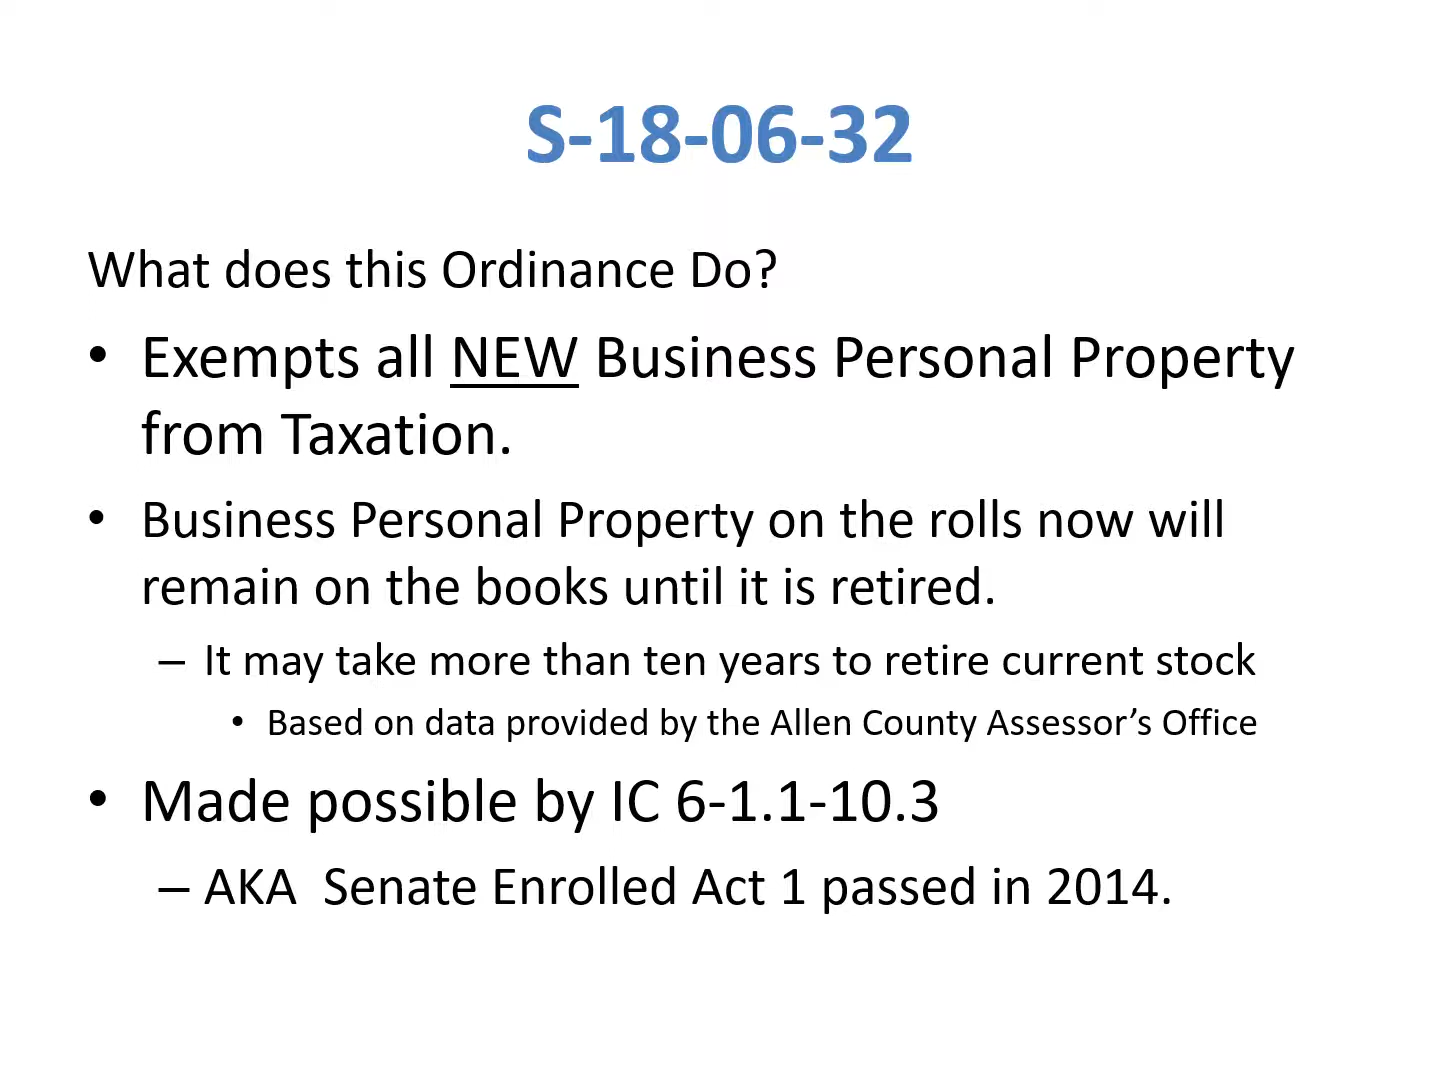 S-18-06-32
What does this Ordinance Do?
• Exempts all NEW Business Personal Property
from Taxation.
• Business Personal Property on the rolls now will
remain on the books until it is retired.
– It may take more than ten years to retire current stock
• Based on data provided by the Allen County Assessor’s Office
• Made possible by IC 6-1.1-10.3
– AKA  Senate Enrolled Act 1 passed in 2014.